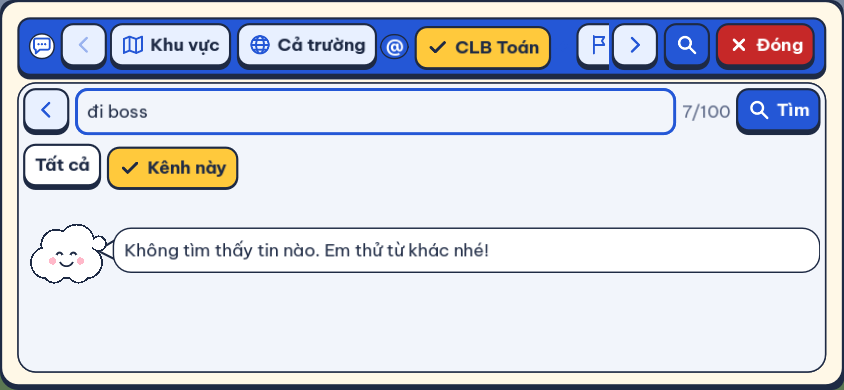 Khu vực
Cả trường
@
CLB Toán
Đóng
đi boss
7/100
Tìm
Tất cả
Kênh này
Không tìm thấy tin nào. Em thử từ khác nhé!